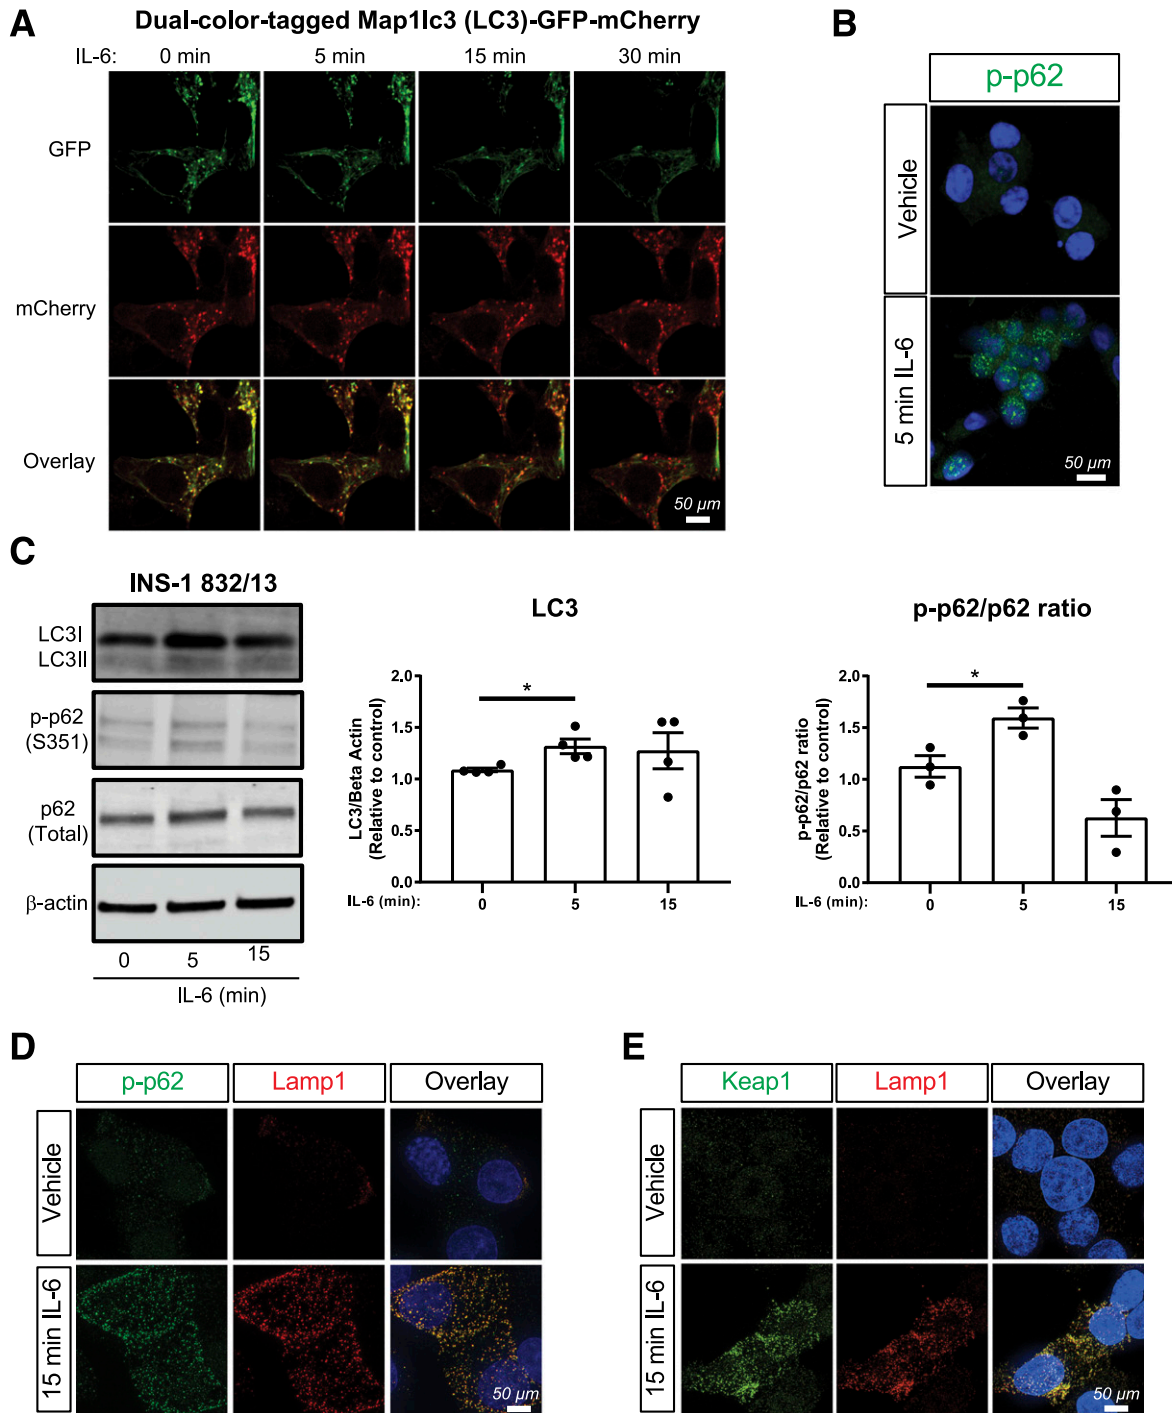 A
Dual-color-tagged Map1lc3 (LC3)-GFP-mCherry
IL-6: 0 min 5 min 15 min 30 min
GFP
mCherry
Overlay
50 µm
B
p-p62
Vehicle
5 min IL-6
50 µm
C
INS-1 832/13
LC3I
LC3II
p-p62
(S351)
p62
(Total)
β-actin
0 5 15
IL-6 (min)
LC3
LC3/Beta Actin
(Relative to control)
2.0
1.5
1.0
0.5
0.0
*
IL-6 (min): 0 5 15
p-p62/p62 ratio
p-p62/p62 ratio
(Relative to control)
2.0
1.5
1.0
0.5
0.0
*
IL-6 (min): 0 5 15
D
p-p62 Lamp1 Overlay
Vehicle
15 min IL-6
50 µm
E
Keap1 Lamp1 Overlay
Vehicle
15 min IL-6
50 µm